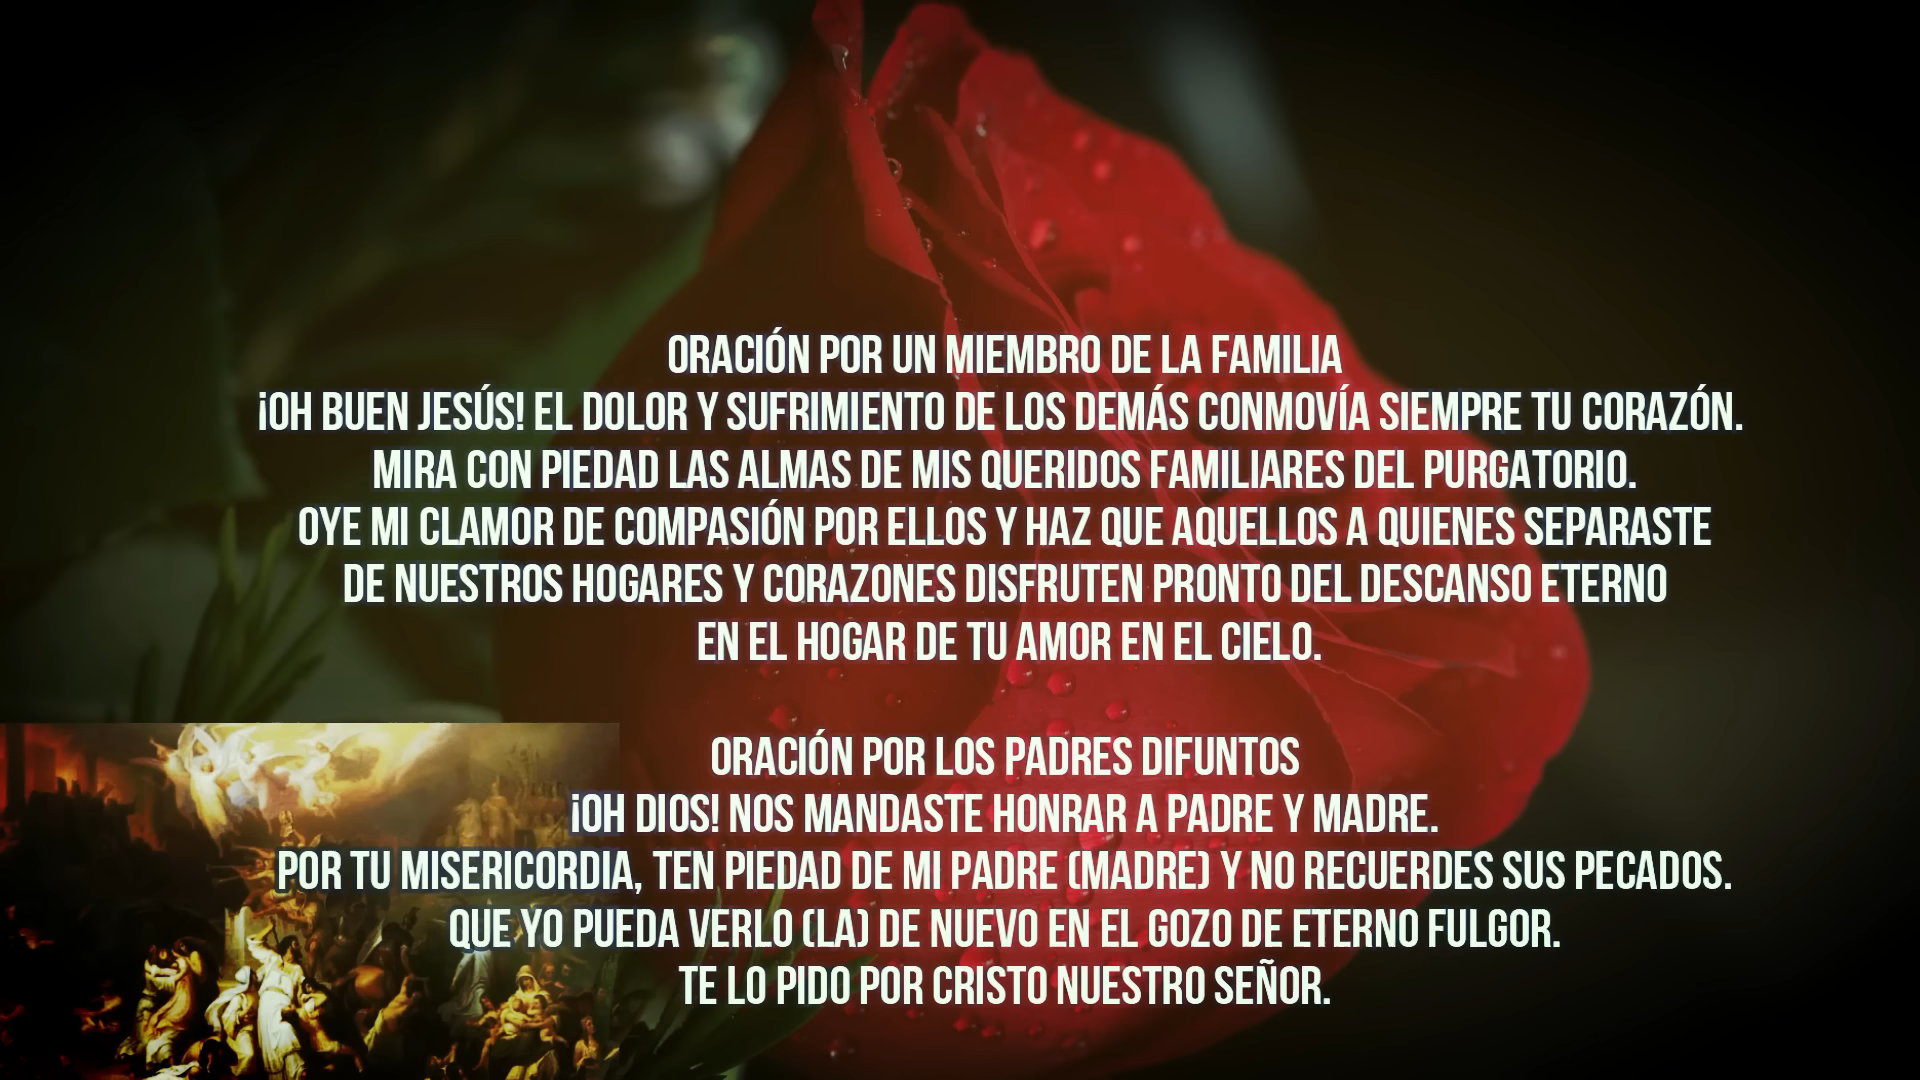 ORACIÓN POR UN MIEMBRO DE LA FAMILIA
¡OH BUEN JESÚS! EL DOLOR Y SUFRIMIENTO DE LOS DEMÁS CONMOVÍA SIEMPRE TU CORAZÓN.
MIRA CON PIEDAD LAS ALMAS DE MIS QUERIDOS FAMILIARES DEL PURGATORIO.
OYE MI CLAMOR DE COMPASIÓN POR ELLOS Y HAZ QUE AQUELLOS A QUIENES SEPARASTE
DE NUESTROS HOGARES Y CORAZONES DISFRUTEN PRONTO DEL DESCANSO ETERNO
EN EL HOGAR DE TU AMOR EN EL CIELO.
ORACIÓN POR LOS PADRES DIFUNTOS
¡OH DIOS! NOS MANDASTE HONRAR A PADRE Y MADRE.
POR TU MISERICORDIA, TEN PIEDAD DE MI PADRE (MADRE) Y NO RECUERDES SUS PECADOS.
QUE YO PUEDA VERLO (LA) DE NUEVO EN EL GOZO DE ETERNO FULGOR.
TE LO PIDO POR CRISTO NUESTRO SEÑOR.